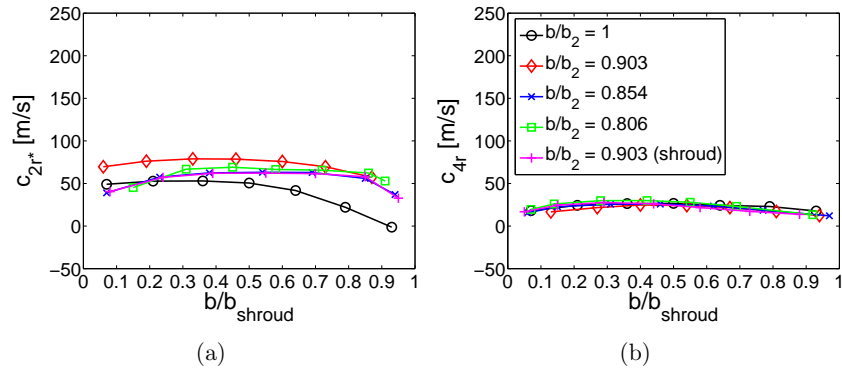 250
200
150
100
50
0
−50
c2r* [m/s]
0.1 0.2 0.3 0.4 0.5 0.6 0.7 0.8 0.9 1
b/bshroud
(a)
250
200
150
100
50
0
−50
c4r [m/s]
b/b2 = 1
b/b2 = 0.903
b/b2 = 0.854
b/b2 = 0.806
b/b2 = 0.903 (shroud)
0 0.1 0.2 0.3 0.4 0.5 0.6 0.7 0.8 0.9 1
b/bshroud
(b)